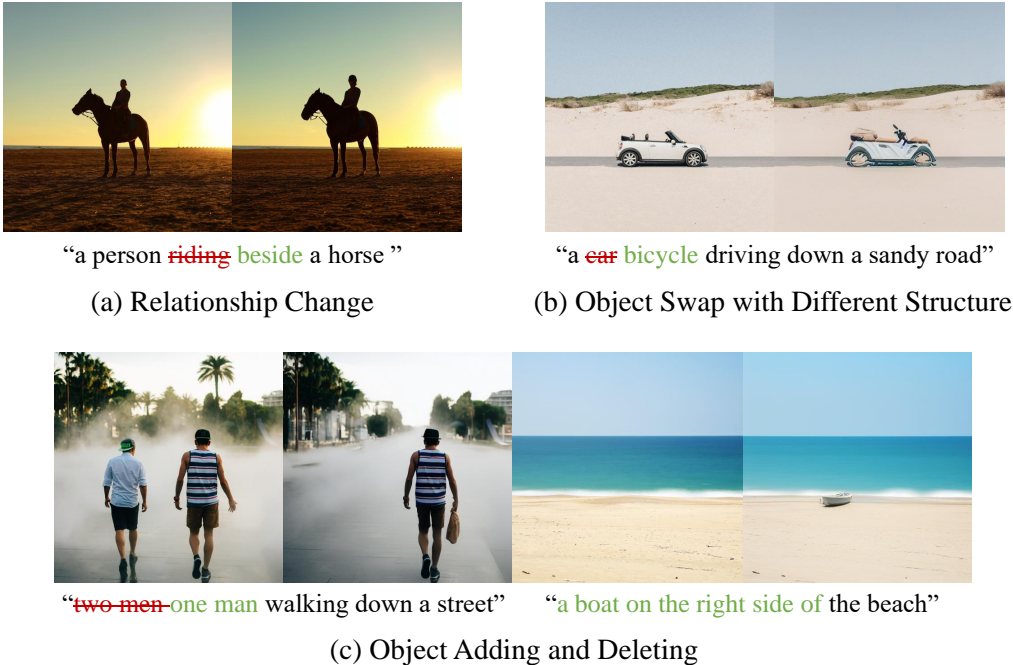 “a person riding beside a horse ”
“a car bicycle driving down a sandy road”
(a) Relationship Change
(b) Object Swap with Different Structure
“two men one man walking down a street”
“a boat on the right side of the beach”
(c) Object Adding and Deleting